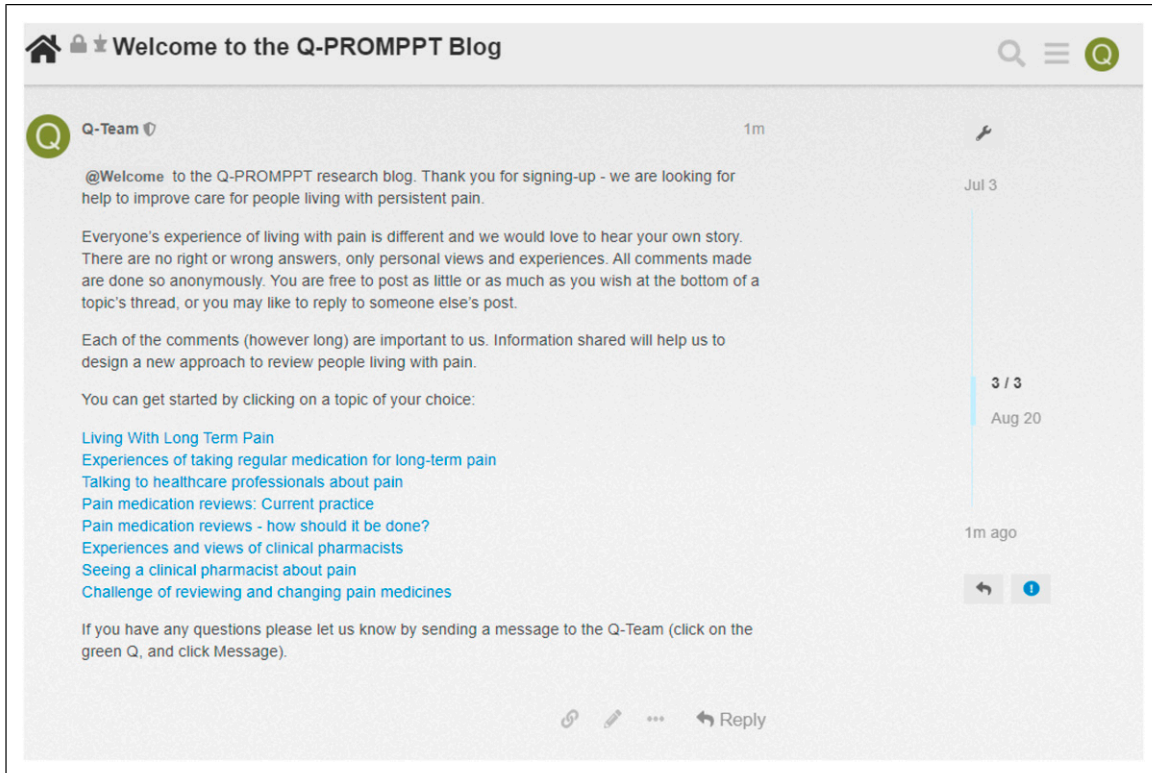 Welcome to the Q-PROMPPT Blog
Q
Q
Q-Team
1m
@Welcome to the Q-PROMPPT research blog. Thank you for signing-up - we are looking for
help to improve care for people living with persistent pain.
Everyone's experience of living with pain is different and we would love to hear your own story.
There are no right or wrong answers, only personal views and experiences. All comments made
are done so anonymously. You are free to post as little or as much as you wish at the bottom of a
topic's thread, or you may like to reply to someone else's post.
Each of the comments (however long) are important to us. Information shared will help us to
design a new approach to review people living with pain.
You can get started by clicking on a topic of your choice:
Living With Long Term Pain
Experiences of taking regular medication for long-term pain
Talking to healthcare professionals about pain
Pain medication reviews: Current practice
Pain medication reviews - how should it be done?
Experiences and views of clinical pharmacists
Seeing a clinical pharmacist about pain
Challenge of reviewing and changing pain medicines
If you have any questions please let us know by sending a message to the Q-Team (click on the
green Q, and click Message).
Reply
Jul 3
3 / 3
Aug 20
1m ago